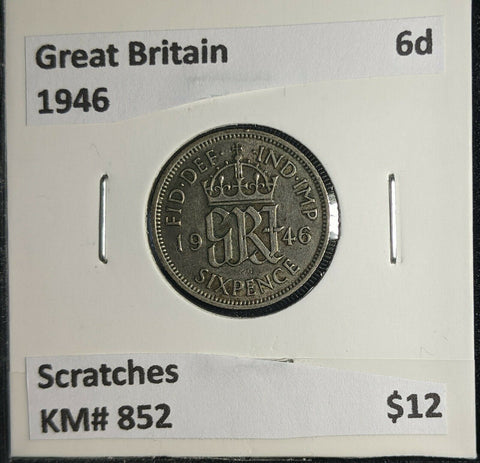 Great Britain 6d
1946
FID·DEF· IND·IMP
19 GRI 46
SIXPENCE
Scratches
KM# 852 $12